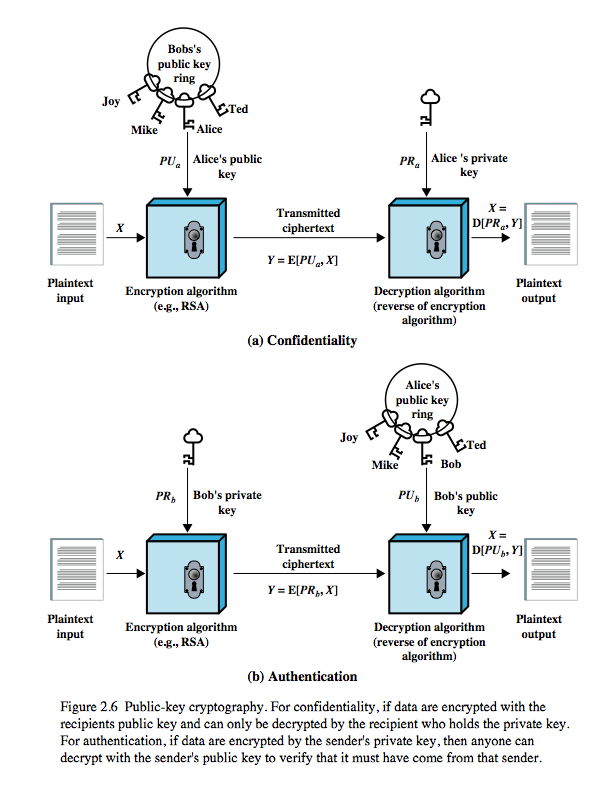 Bobs's
public key
ring
Joy
Ted
Mike
Alice
PUa
Alice's public
key
PRa
Alice 's private
key
X
Transmitted
ciphertext
X =
D[PRa, Y]
Y = E[PUa, X]
Plaintext
input
Encryption algorithm
(e.g., RSA)
Decryption algorithm
(reverse of encryption
algorithm)
Plaintext
output
(a) Confidentiality
Alice's
public key
ring
Joy
Ted
Mike
Bob
PRb
Bob's private
key
PUb
Bob's public
key
X
Transmitted
ciphertext
X =
D[PUb, Y]
Y = E[PRb, X]
Plaintext
input
Encryption algorithm
(e.g., RSA)
Decryption algorithm
(reverse of encryption
algorithm)
Plaintext
output
(b) Authentication
Figure 2.6 Public-key cryptography. For confidentiality, if data are encrypted with the
recipients public key and can only be decrypted by the recipient who holds the private key.
For authentication, if data are encrypted by the sender's private key, then anyone can
decrypt with the sender's public key to verify that it must have come from that sender.